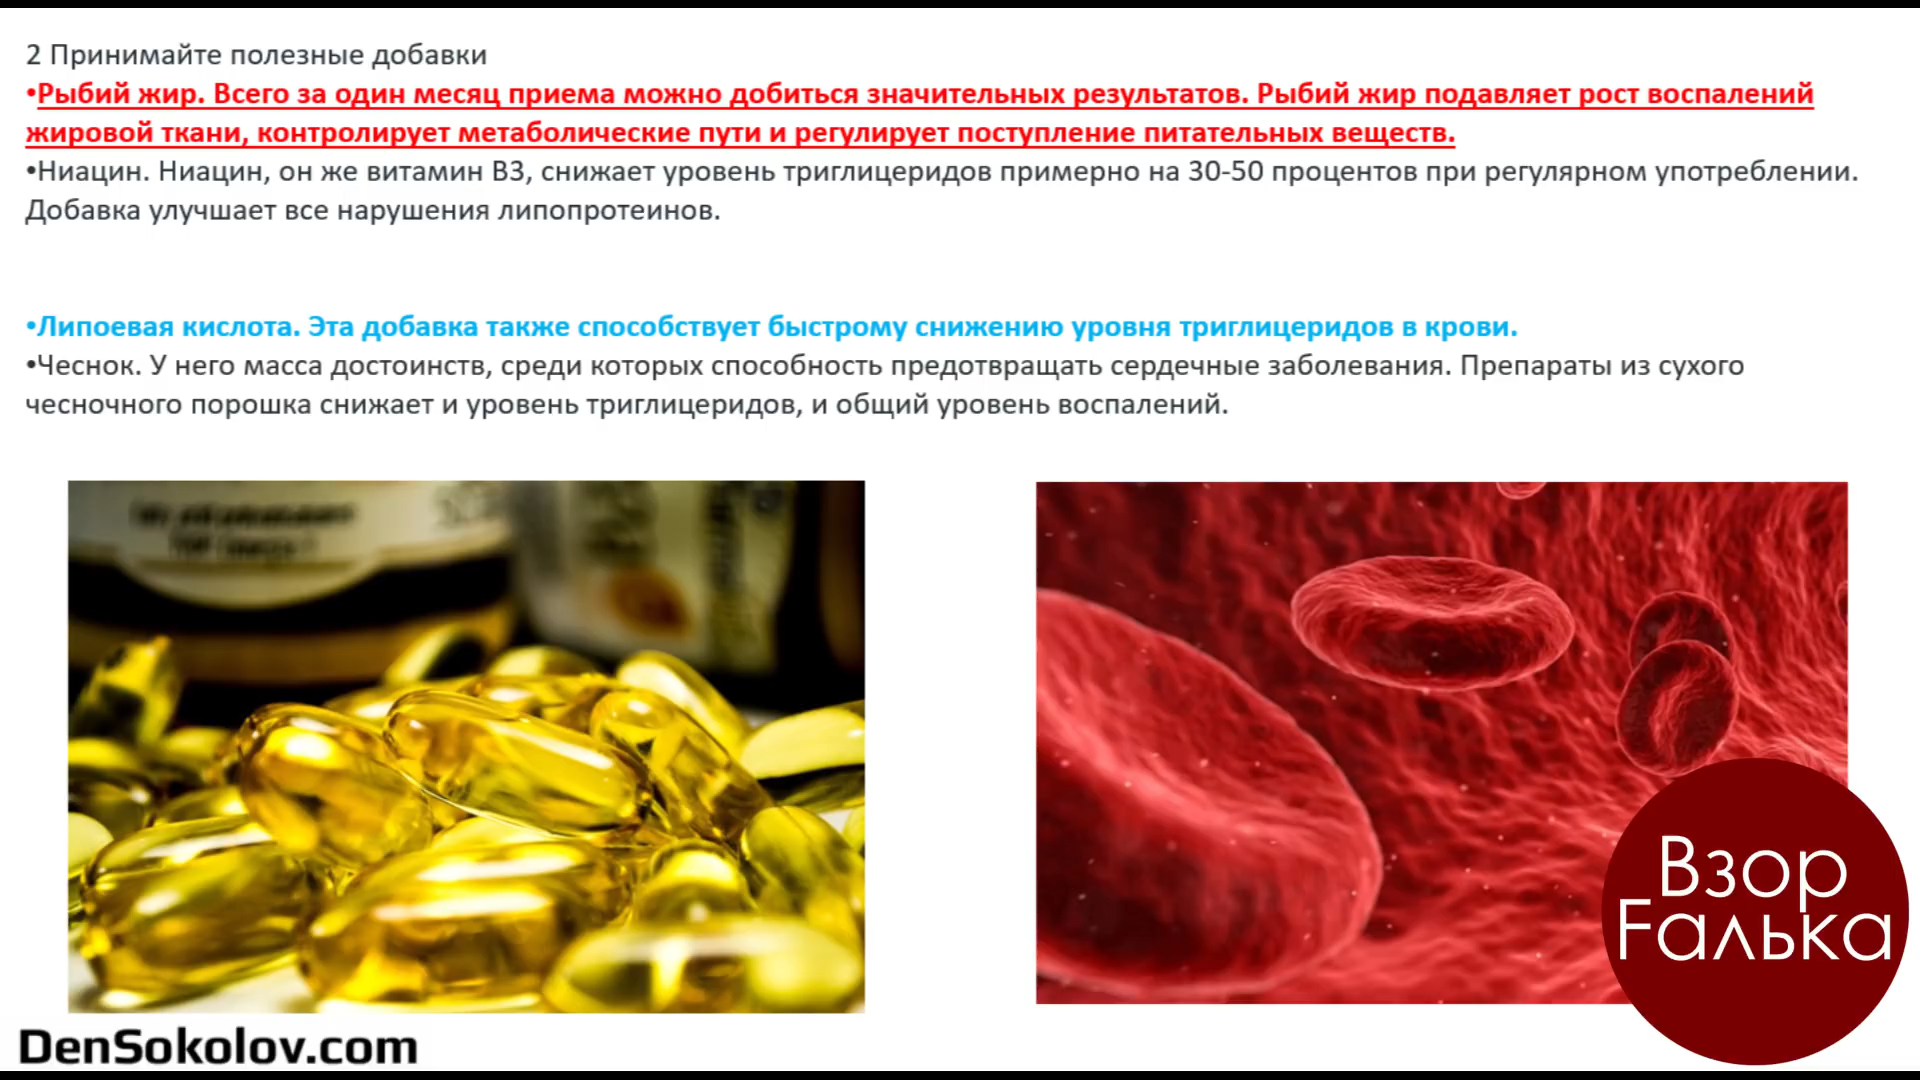 2 Принимайте полезные добавки
•Рыбий жир. Всего за один месяц приема можно добиться значительных результатов. Рыбий жир подавляет рост воспалений
жировой ткани, контролирует метаболические пути и регулирует поступление питательных веществ.
•Ниацин. Ниацин, он же витамин В3, снижает уровень триглицеридов примерно на 30-50 процентов при регулярном употреблении.
Добавка улучшает все нарушения липопротеинов.
•Липоевая кислота. Эта добавка также способствует быстрому снижению уровня триглицеридов в крови.
•Чеснок. У него масса достоинств, среди которых способность предотвращать сердечные заболевания. Препараты из сухого
чесночного порошка снижает и уровень триглицеридов, и общий уровень воспалений.
Взор
Fалька
DenSokolov.com